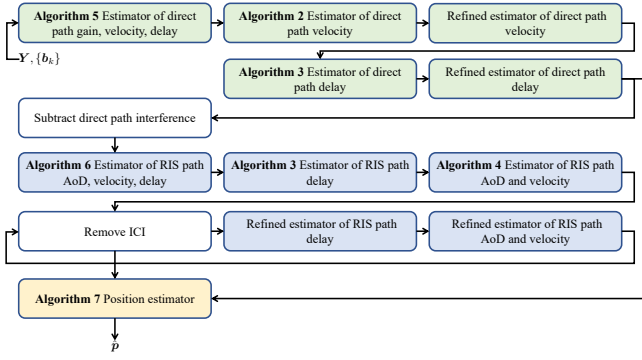 Algorithm 5 Estimator of direct
path gain, velocity, delay
Algorithm 2 Estimator of direct
path velocity
Refined estimator of direct path
velocity
Y, {b_k}
Algorithm 3 Estimator of direct
path delay
Refined estimator of direct path
delay
Subtract direct path interference
Algorithm 6 Estimator of RIS path
AoD, velocity, delay
Algorithm 3 Estimator of RIS path
delay
Algorithm 4 Estimator of RIS path
AoD and velocity
Remove ICI
Refined estimator of RIS path
delay
Refined estimator of RIS path
AoD and velocity
Algorithm 7 Position estimator
p̂